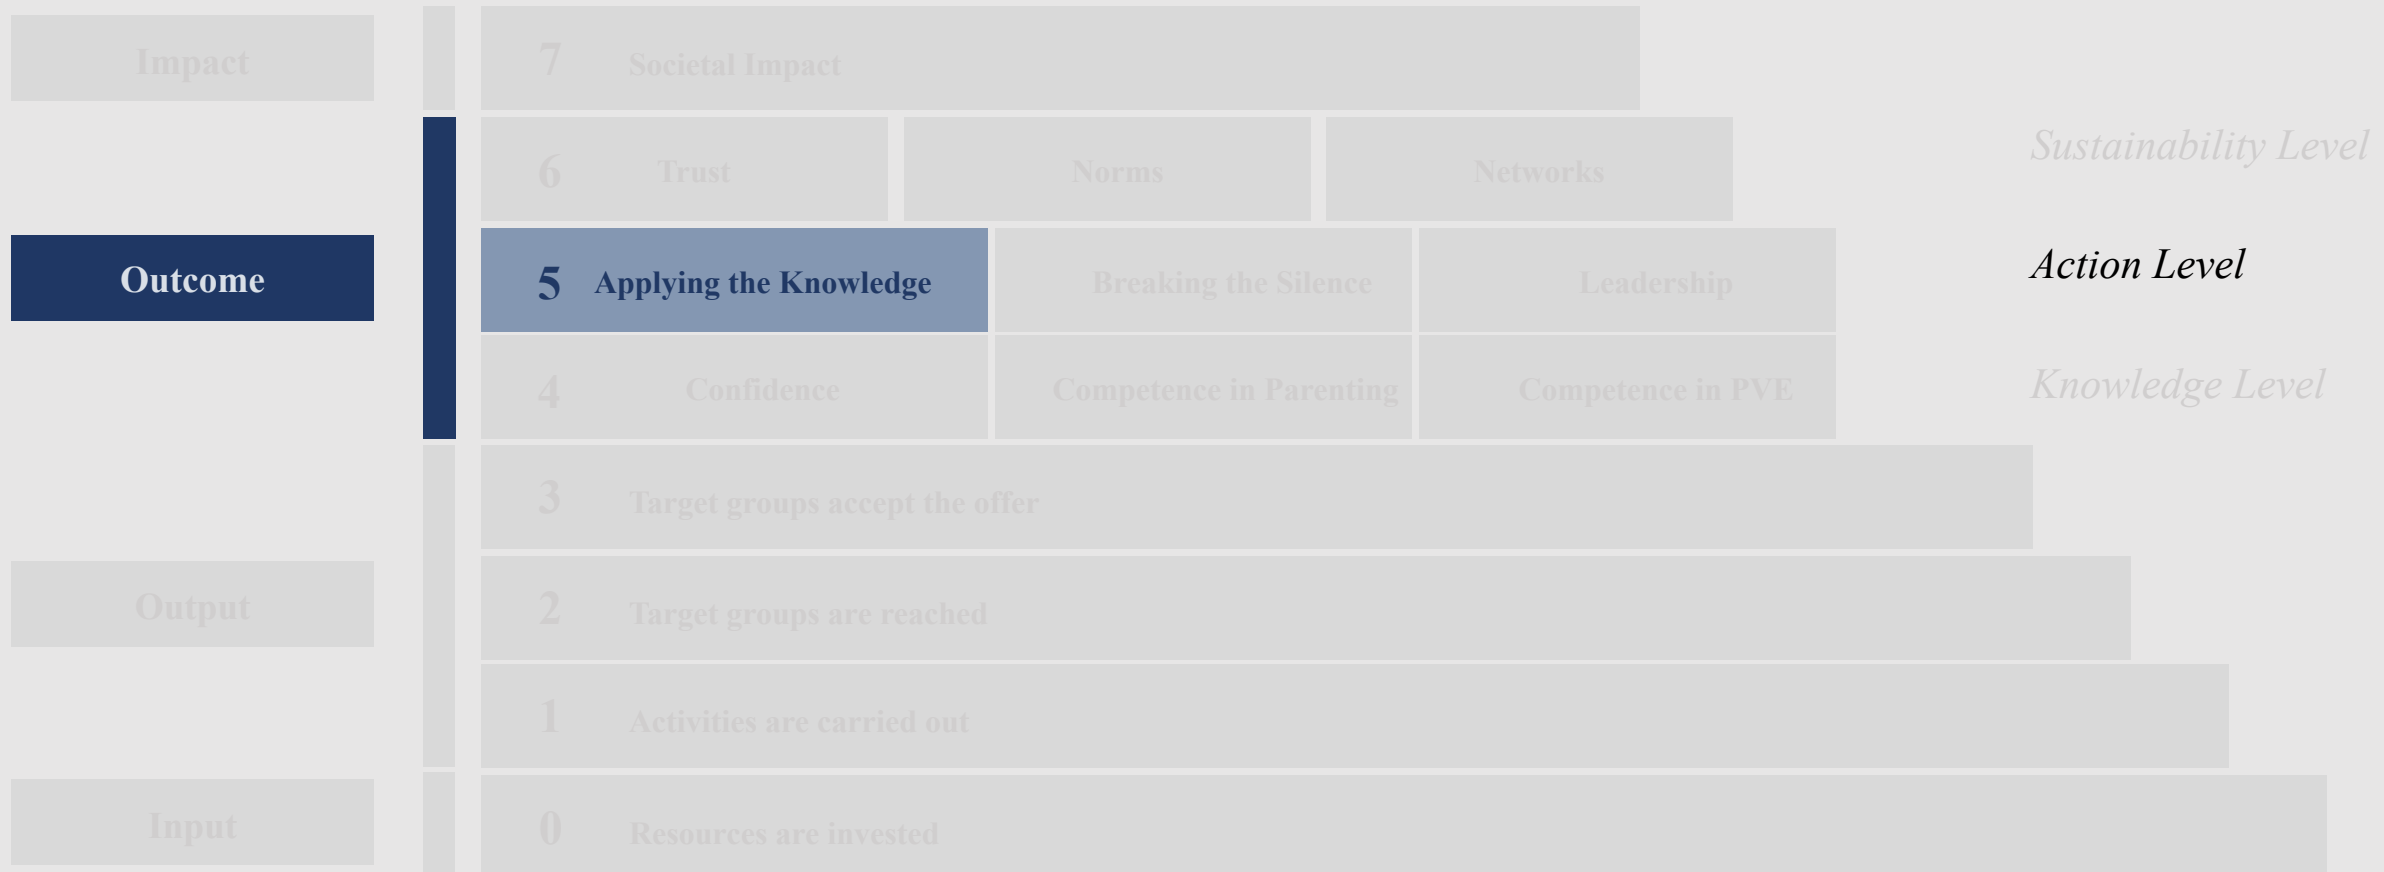 Impact
7 Societal Impact
6 Trust Norms Networks
Sustainability Level
Outcome
5 Applying the Knowledge Breaking the Silence Leadership
Action Level
4 Confidence Competence in Parenting Competence in PVE
Knowledge Level
3 Target groups accept the offer
Output
2 Target groups are reached
1 Activities are carried out
Input
0 Resources are invested